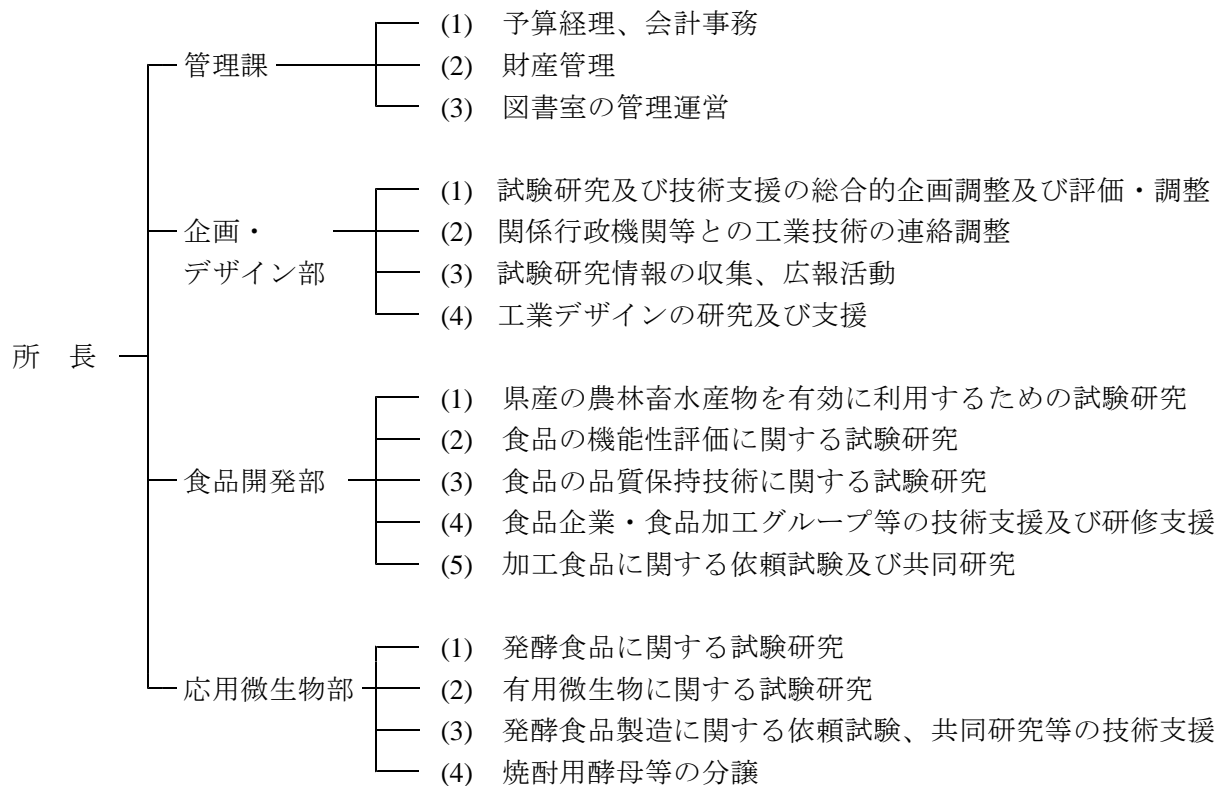 (1) 予算経理、会計事務
管理課
(2) 財産管理
(3) 図書室の管理運営
(1) 試験研究及び技術支援の総合的企画調整及び評価・調整
企画・
(2) 関係行政機関等との工業技術の連絡調整
デザイン部
(3) 試験研究情報の収集、広報活動
(4) 工業デザインの研究及び支援
所　長
(1) 県産の農林畜水産物を有効に利用するための試験研究
(2) 食品の機能性評価に関する試験研究
食品開発部
(3) 食品の品質保持技術に関する試験研究
(4) 食品企業・食品加工グループ等の技術支援及び研修支援
(5) 加工食品に関する依頼試験及び共同研究
(1) 発酵食品に関する試験研究
応用微生物部
(2) 有用微生物に関する試験研究
(3) 発酵食品製造に関する依頼試験、共同研究等の技術支援
(4) 焼酎用酵母等の分譲